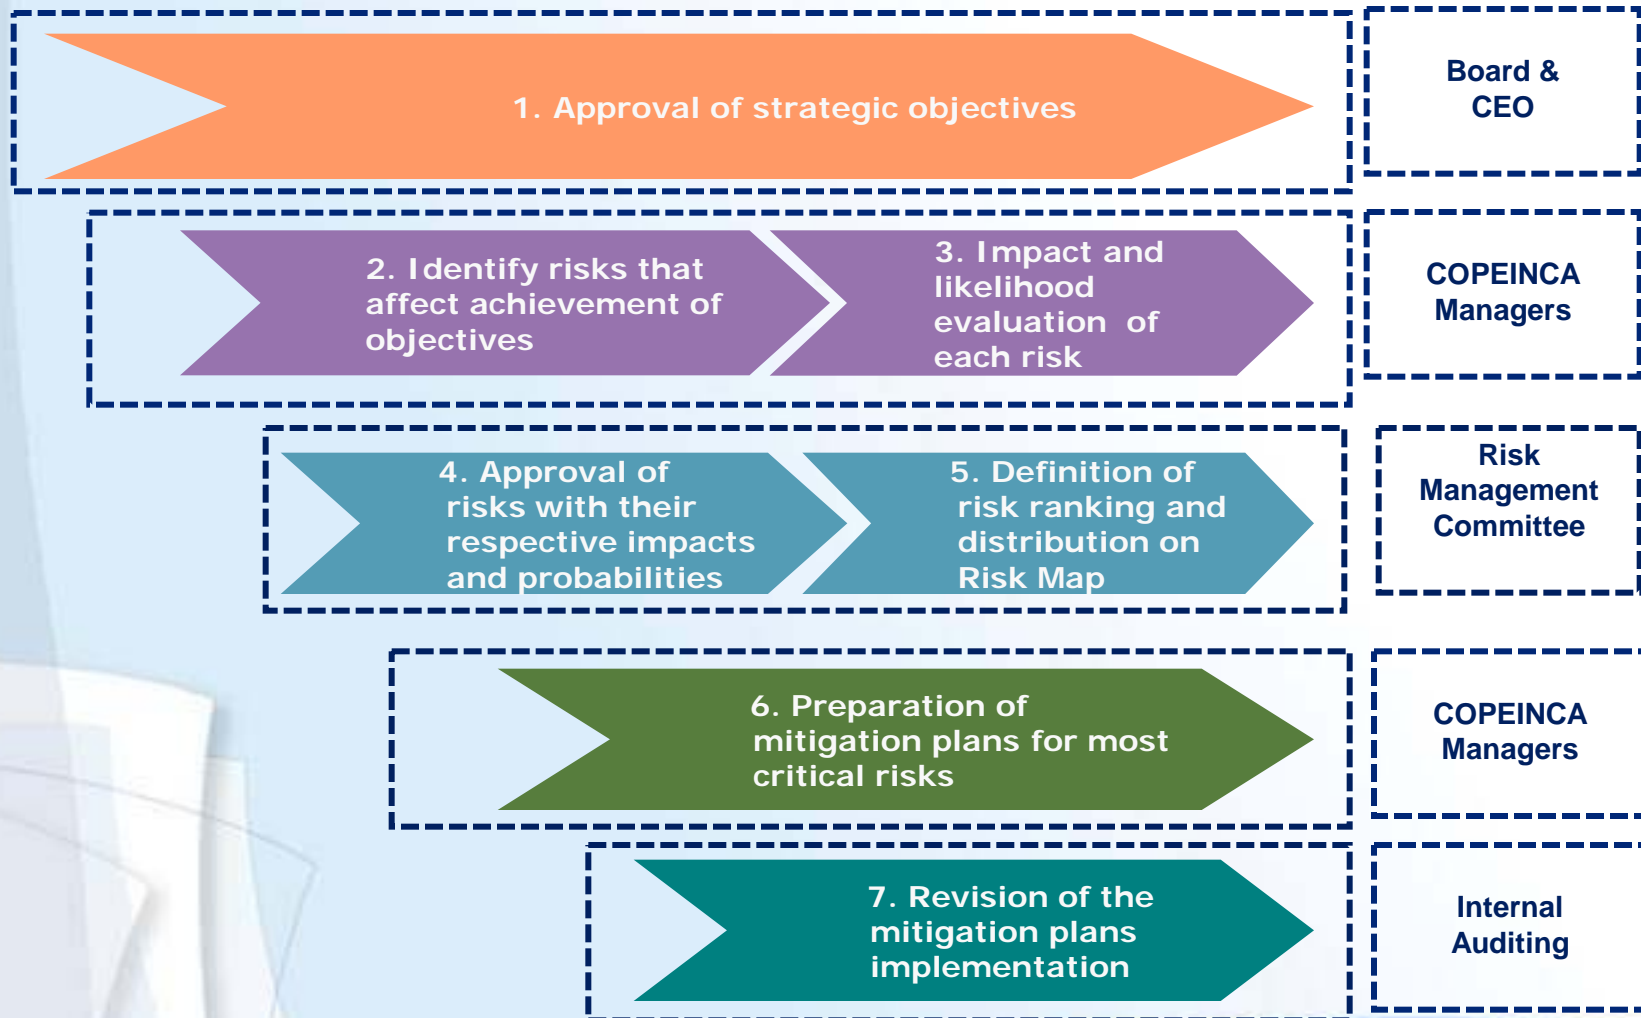 1. Approval of strategic objectives
Board &
CEO
2. Identify risks that
affect achievement of
objectives
3. Impact and
likelihood
evaluation of
each risk
COPEINCA
Managers
4. Approval of
risks with their
respective impacts
and probabilities
5. Definition of
risk ranking and
distribution on
Risk Map
Risk
Management
Committee
6. Preparation of
mitigation plans for most
critical risks
COPEINCA
Managers
7. Revision of the
mitigation plans
implementation
Internal
Auditing